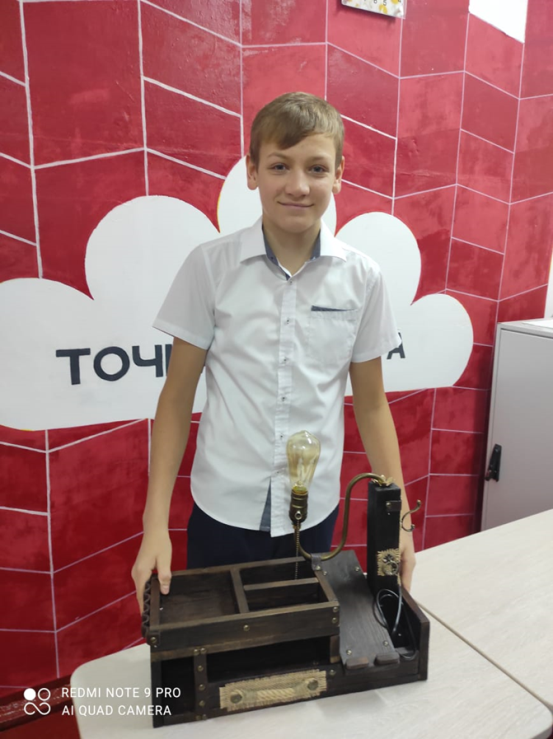 ТОЧ
А
REDMI NOTE 9 PRO
AI QUAD CAMERA